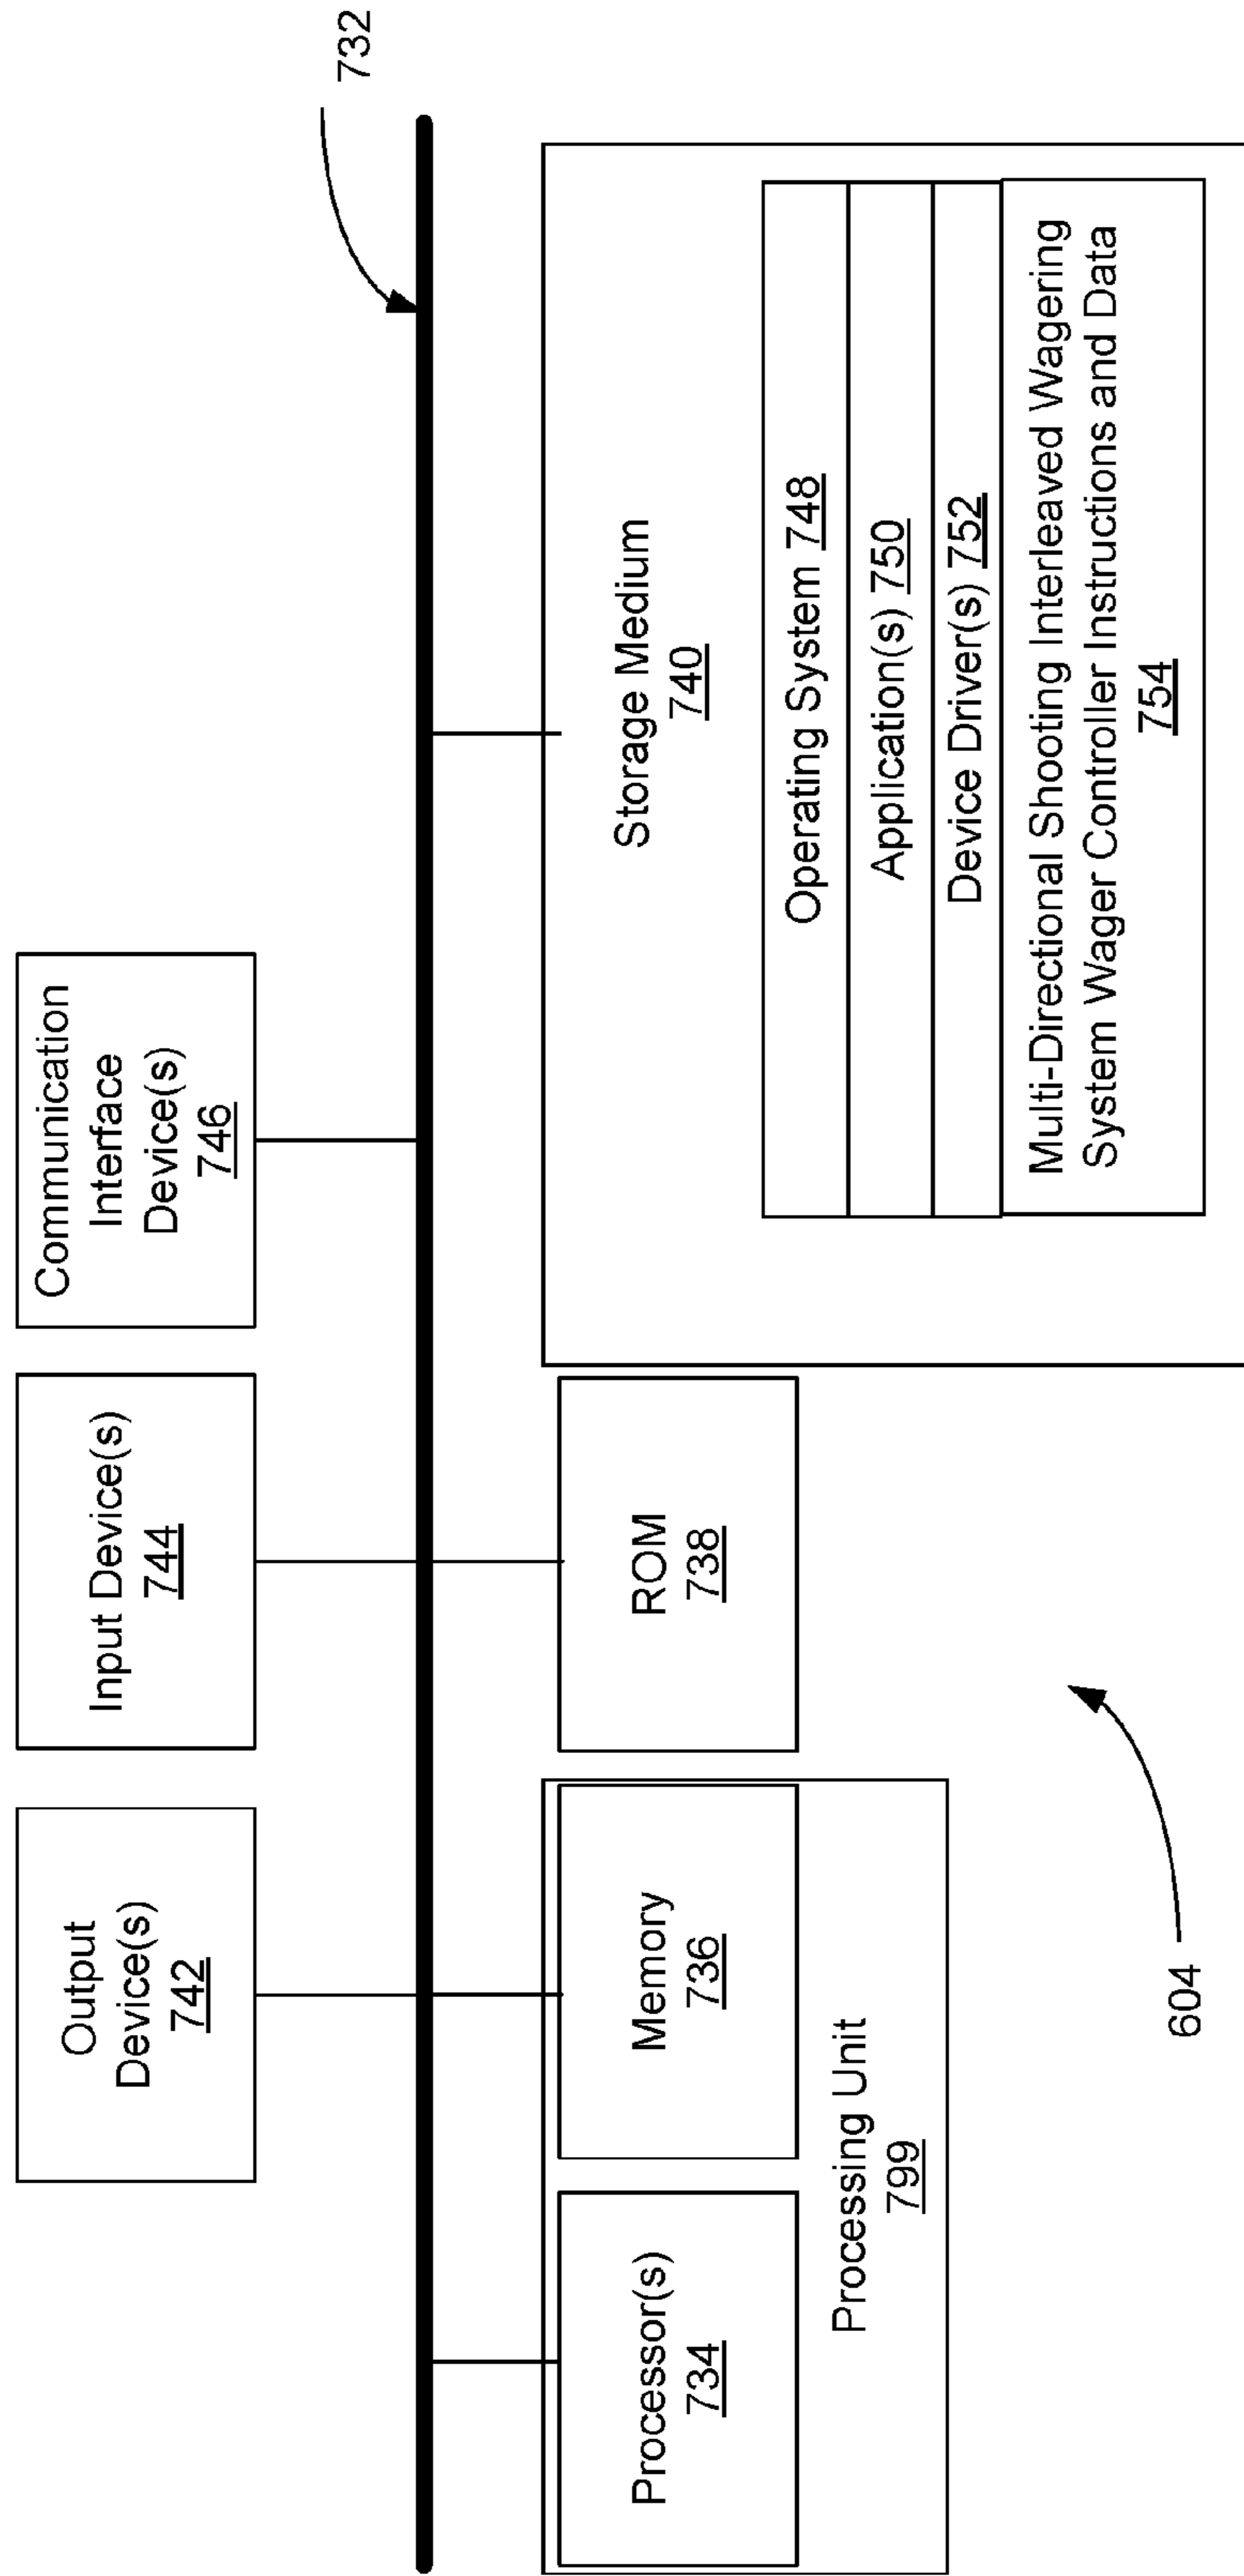 732
Output
Device(s)
742
Input Device(s)
744
Communication
Interface
Device(s)
746
Processor(s)
734
Memory
736
Processing Unit
799
ROM
738
Storage Medium
740
Operating System 748
Application(s) 750
Device Driver(s) 752
Multi-Directional Shooting Interleaved Wagering
System Wager Controller Instructions and Data
754
604